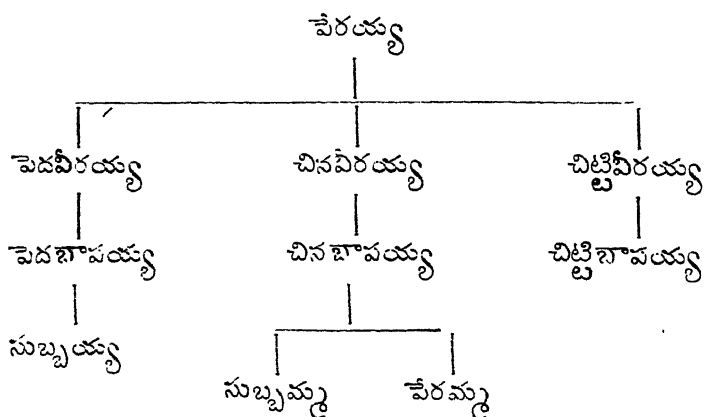 పేరయ్య
పెదవీరయ్య చినవీరయ్య చిట్టివీరయ్య
పెదబాపయ్య చినబాపయ్య చిట్టిబాపయ్య
సుబ్బయ్య
సుబ్బమ్మ పేరమ్మ